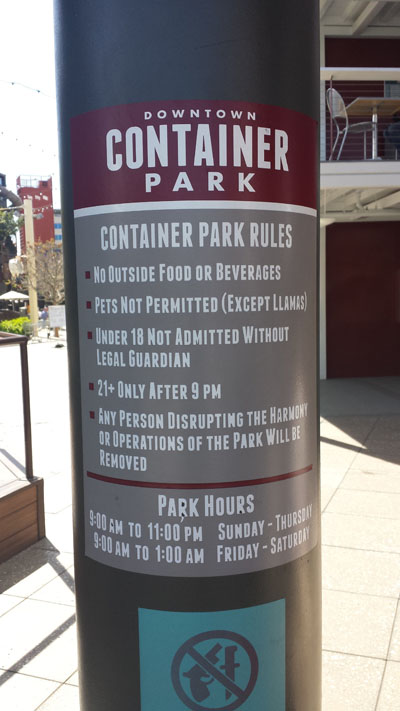 DOWNTOWN
CONTAINER
PARK
CONTAINER PARK RULES
NO OUTSIDE FOOD OR BEVERAGES
PETS NOT PERMITTED (EXCEPT LLAMAS)
UNDER 18 NOT ADMITTED WITHOUT
LEGAL GUARDIAN
21+ ONLY AFTER 9 PM
ANY PERSON DISRUPTING THE HARMONY
OR OPERATIONS OF THE PARK WILL BE
REMOVED
PARK HOURS
9:00 AM TO 11:00 PM SUNDAY - THURSDAY
9:00 AM TO 1:00 AM FRIDAY - SATURDAY